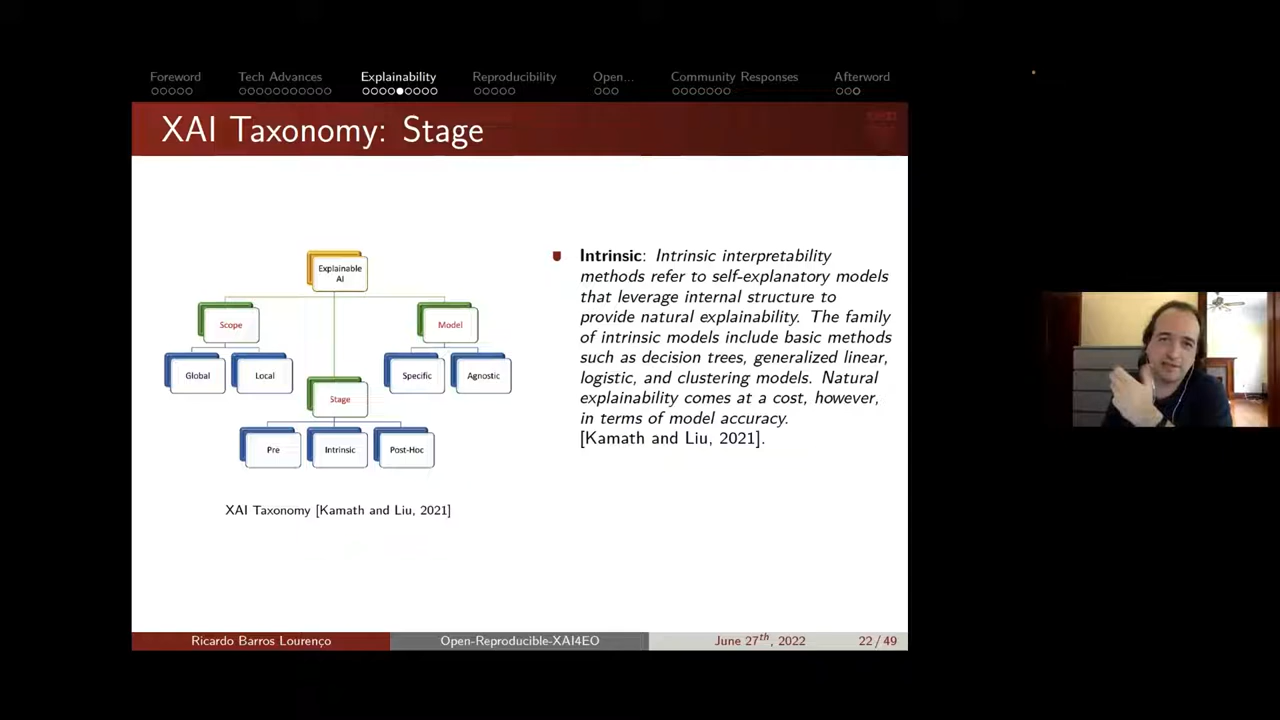 Foreword Tech Advances Explainability Reproducibility Open... Community Responses Afterword
XAI Taxonomy: Stage
Explainable
AI
Scope
Model
Global
Local
Specific
Agnostic
Stage
Pre
Intrinsic
Post-Hoc
XAI Taxonomy [Kamath and Liu, 2021]
Intrinsic: Intrinsic interpretability
methods refer to self-explanatory models
that leverage internal structure to
provide natural explainability. The family
of intrinsic models include basic methods
such as decision trees, generalized linear,
logistic, and clustering models. Natural
explainability comes at a cost, however,
in terms of model accuracy.
[Kamath and Liu, 2021].
Ricardo Barros Lourenço Open-Reproducible-XAI4EO June 27th, 2022 22 / 49